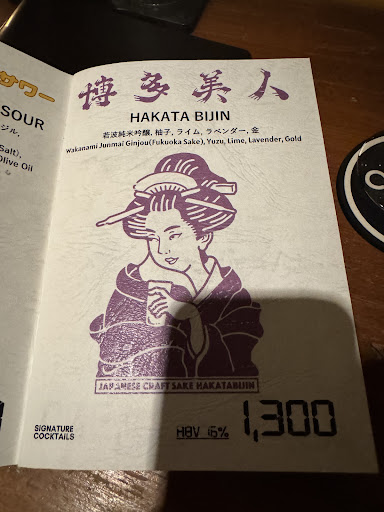 サワー
SOUR
ジル,
Salt),
Olive Oil
博多美人
HAKATA BIJIN
若波純米吟醸, 柚子, ライム, ラベンダー, 金
Wakanami Junmai Ginjou(Fukuoka Sake), Yuzu, Lime, Lavender, Gold
JAPANESE CRAFT SAKE HAKATABIJIN
SIGNATURE
COCKTAILS
ABV 16% 1,300